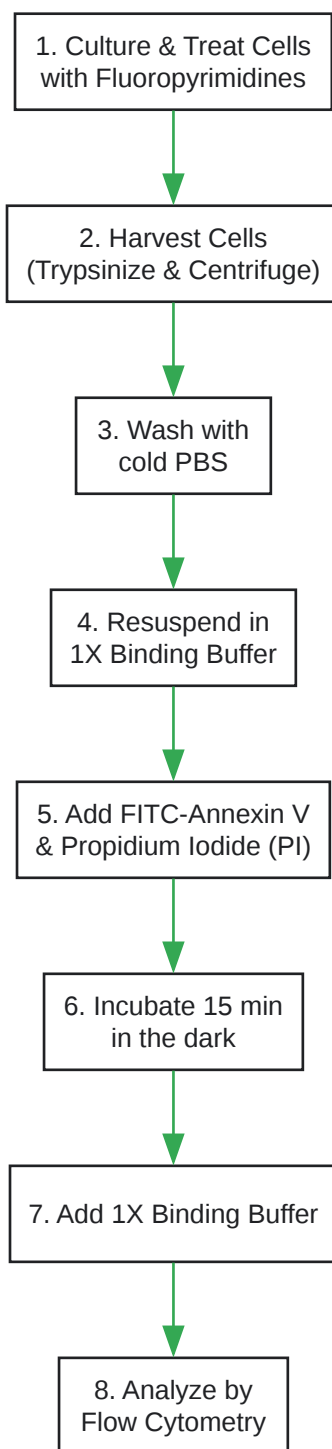 1. Culture & Treat Cells
with Fluoropyrimidines
2. Harvest Cells
(Trypsinize & Centrifuge)
3. Wash with
cold PBS
4. Resuspend in
1X Binding Buffer
5. Add FITC-Annexin V
& Propidium Iodide (PI)
6. Incubate 15 min
in the dark
7. Add 1X Binding Buffer
8. Analyze by
Flow Cytometry